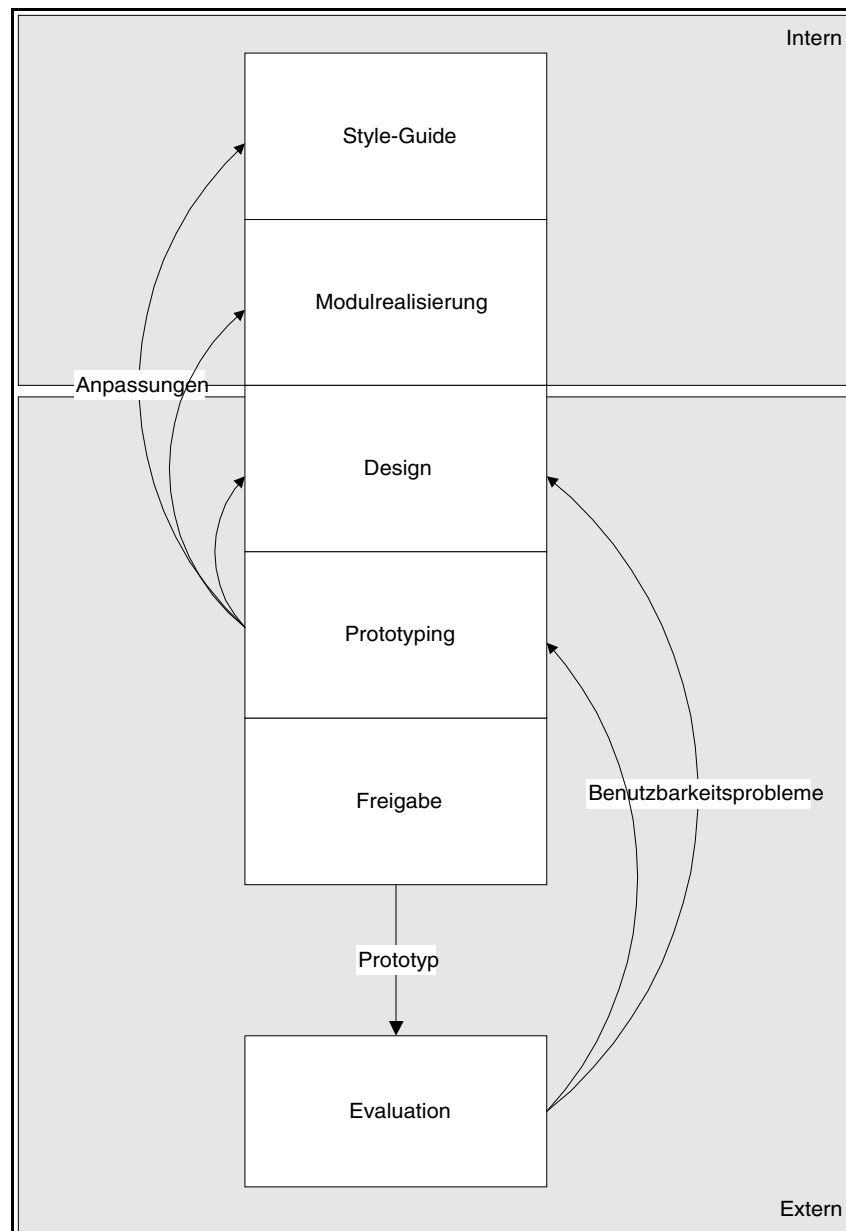 Intern
Style-Guide
Modulrealisierung
Anpassungen
Design
Prototyping
Freigabe
Benutzbarkeitsprobleme
Prototyp
Evaluation
Extern